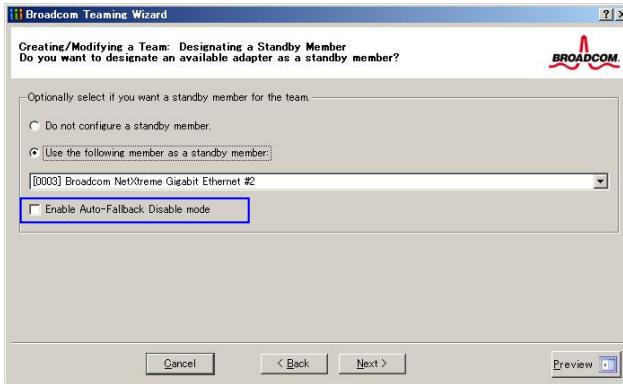 Broadcom Teaming Wizard
Creating/Modifying a Team: Designating a Standby Member
Do you want to designate an available adapter as a standby member?
BROADCOM.
Optionally select if you want a standby member for the team.
Do not configure a standby member.
Use the following member as a standby member:
[0003] Broadcom NetXtreme Gigabit Ethernet #2
Enable Auto-Fallback Disable mode
Cancel
< Back
Next >
Preview